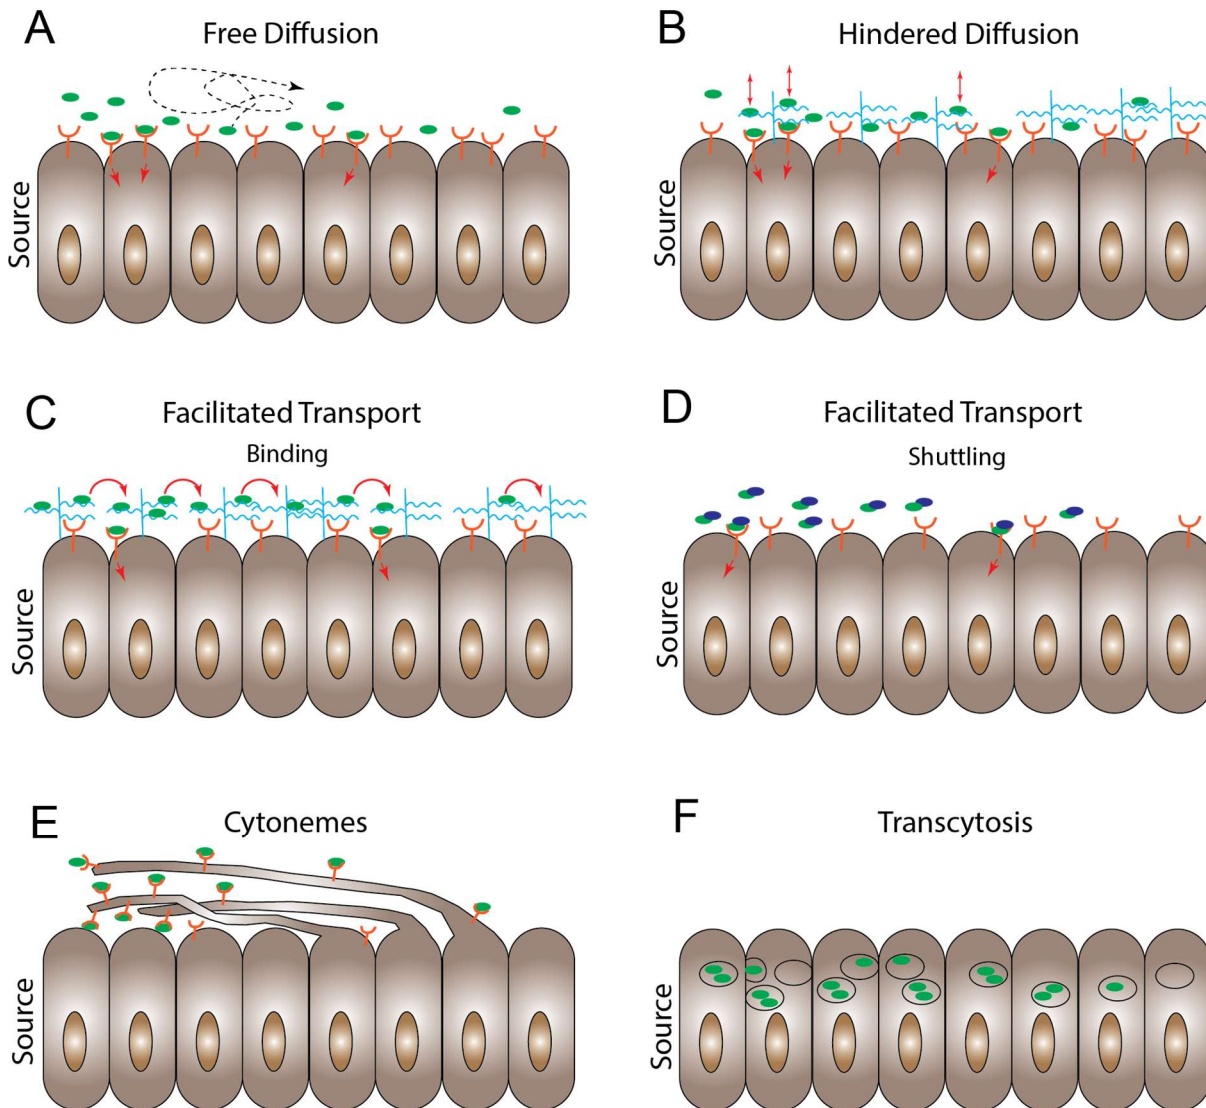 A
Free Diffusion
Source
B
Hindered Diffusion
Source
C
Facilitated Transport
Binding
Source
D
Facilitated Transport
Shuttling
Source
E
Cytonemes
Source
F
Transcytosis
Source